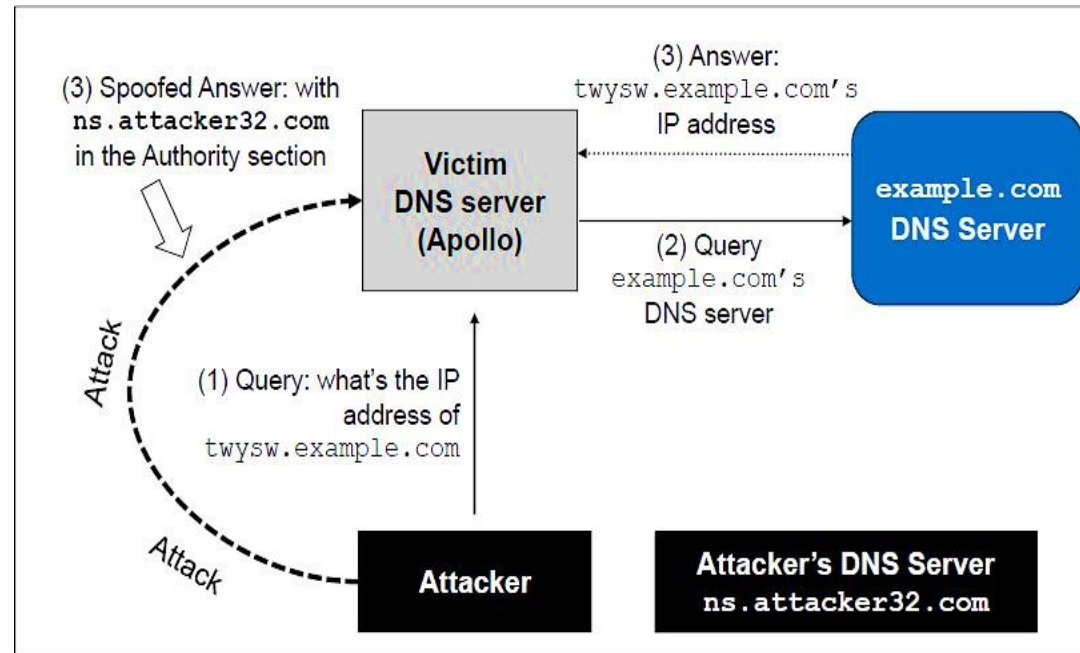 (3) Spoofed Answer: with
ns.attacker32.com
in the Authority section
(3) Answer:
twysw.example.com's
IP address
Victim
DNS server
(Apollo)
example.com
DNS Server
(2) Query
example.com's
DNS server
Attack
(1) Query: what's the IP
address of
twysw.example.com
Attack
Attacker
Attacker's DNS Server
ns.attacker32.com